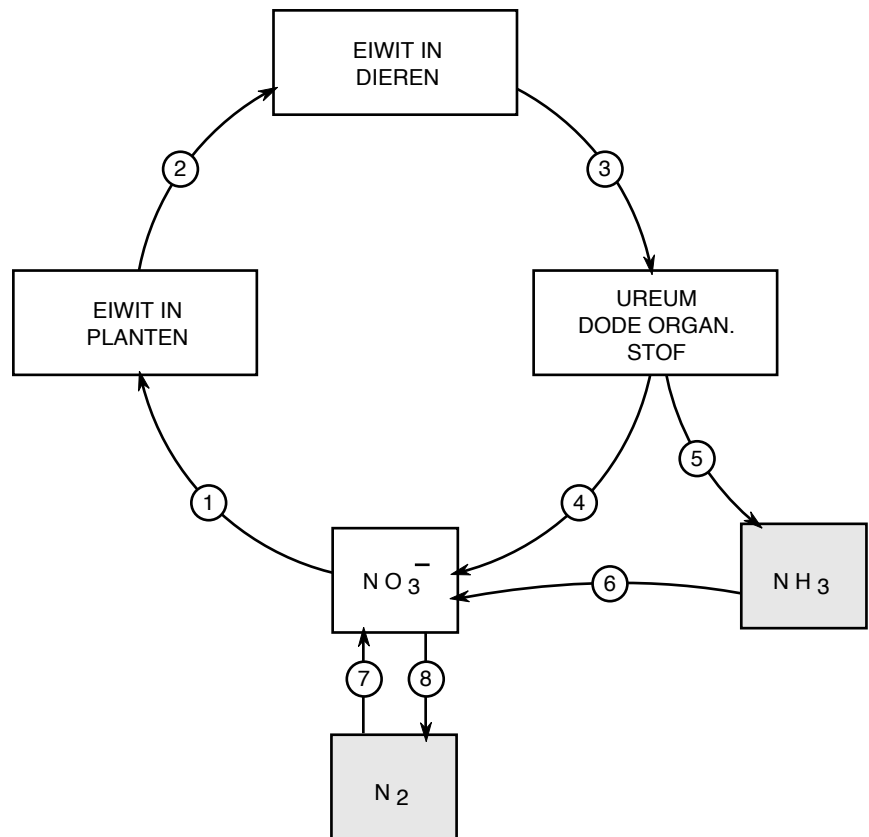 EIWIT IN
DIEREN
2
3
EIWIT IN
PLANTEN
UREUM
DODE ORGAN.
STOF
5
1
4
NO₃⁻
6
NH₃
7
8
N₂